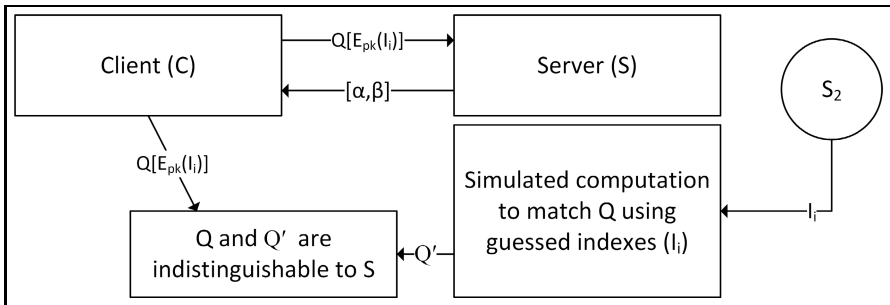 Client (C)
Q[Epk(Ii)]
Server (S)
[α,β]
S2
Q[Epk(Ii)]
Simulated computation
to match Q using
guessed indexes (Ii)
Ii
Q and Q′ are
indistinguishable to S
Q′